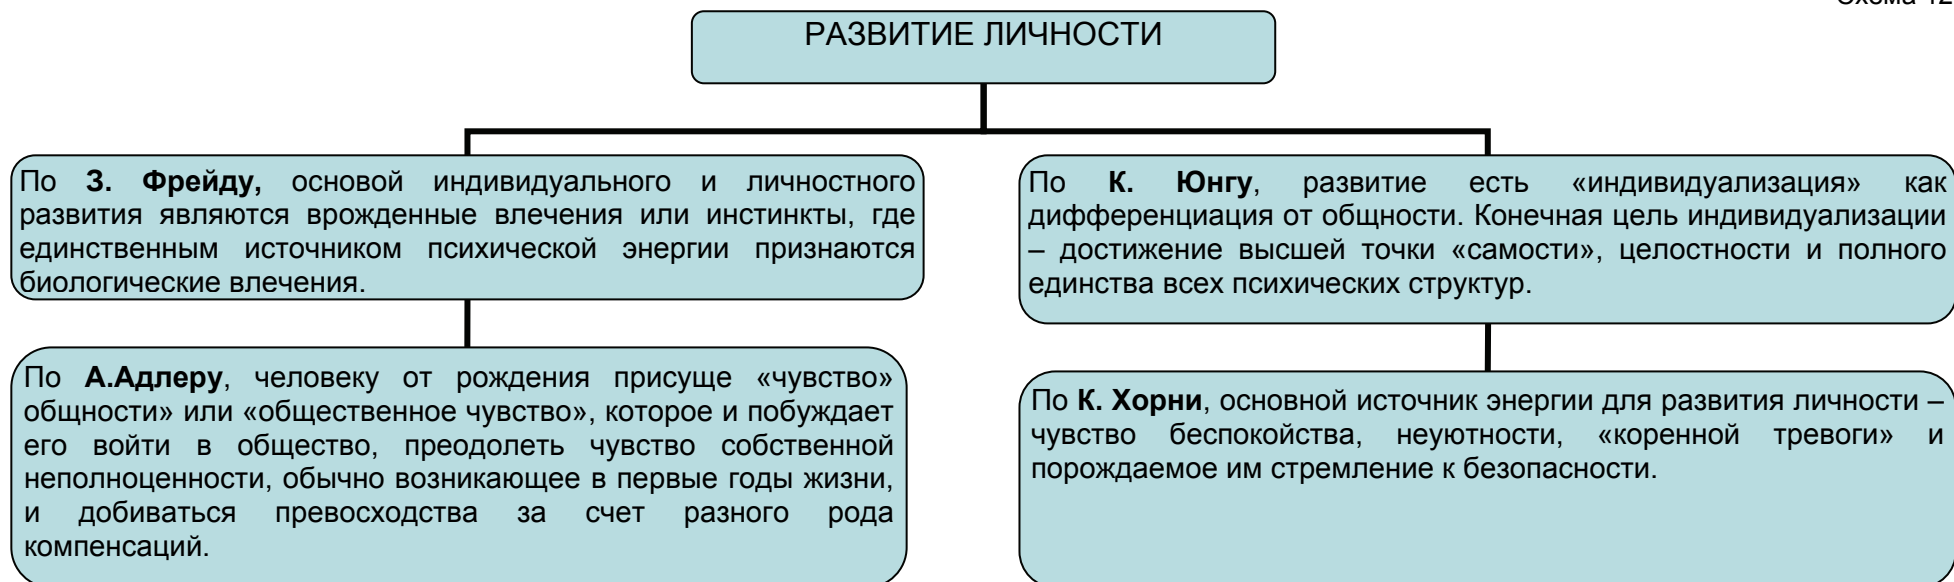 Схема 12
РАЗВИТИЕ ЛИЧНОСТИ
По З. Фрейду, основой индивидуального и личностного
развития являются врожденные влечения или инстинкты, где
единственным источником психической энергии признаются
биологические влечения.
По К. Юнгу, развитие есть «индивидуализация» как
дифференциация от общности. Конечная цель индивидуализации
– достижение высшей точки «самости», целостности и полного
единства всех психических структур.
По А.Адлеру, человеку от рождения присуще «чувство»
общности» или «общественное чувство», которое и побуждает
его войти в общество, преодолеть чувство собственной
неполноценности, обычно возникающее в первые годы жизни,
и добиваться превосходства за счет разного рода
компенсаций.
По К. Хорни, основной источник энергии для развития личности –
чувство беспокойства, неуютности, «коренной тревоги» и
порождаемое им стремление к безопасности.